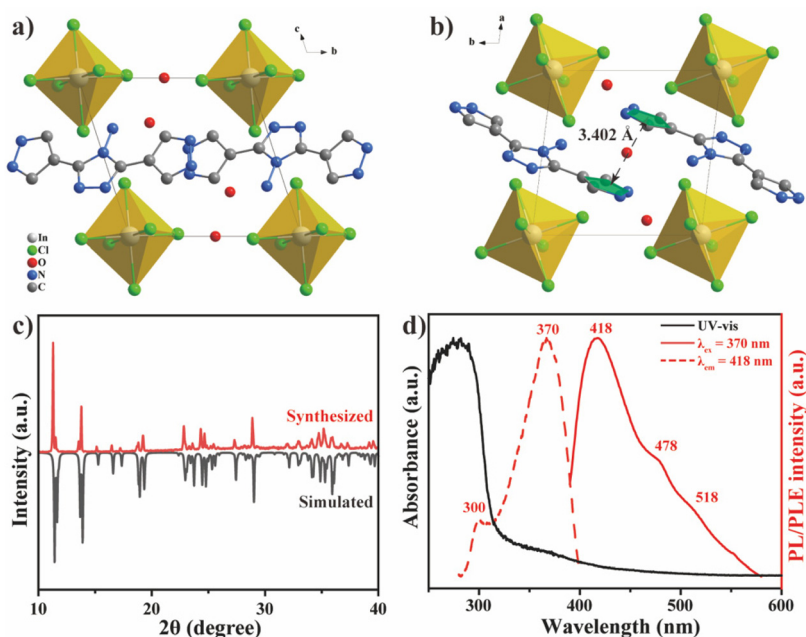 a)
c
b
In
Cl
O
N
C
b)
a
b
3.402 Å
c)
Intensity (a.u.)
Synthesized
Simulated
10 20 30 40
2θ (degree)
d)
Absorbance (a.u.)
370
418
UV-vis
λex = 370 nm
λem = 418 nm
300
478
518
PL/PLE intensity (a.u.)
300 400 500 600
Wavelength (nm)